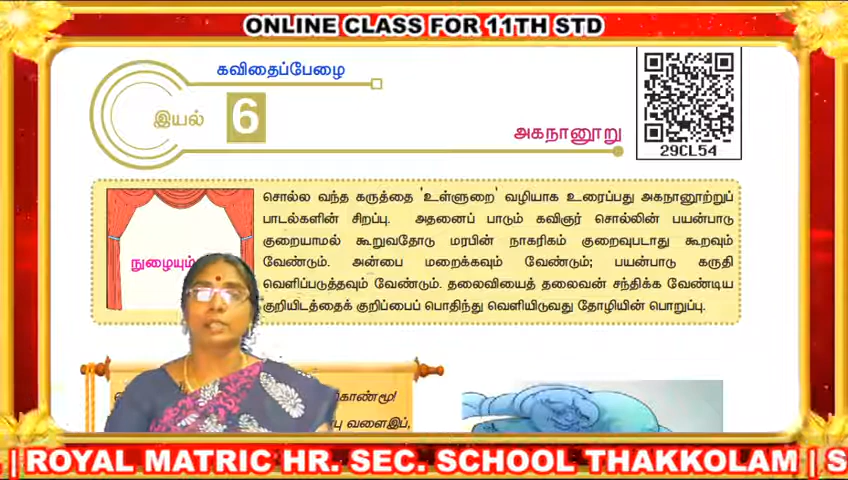 ONLINE CLASS FOR 11TH STD
கவிதைப்பேழை
இயல் 6
அகநானூறு
29CL54
சொல்ல வந்த கருத்தை 'உள்ளுறை' வழியாக உரைப்பது அகநானூற்றுப்
பாடல்களின் சிறப்பு. அதனைப் பாடும் கவிஞர் சொல்லின் பயன்பாடு
குறையாமல் கூறுவதோடு மரபின் நாகரிகம் குறைவுபடாது கூறவும்
வேண்டும். அன்பை மறைக்கவும் வேண்டும்; பயன்பாடு கருதி
வெளிப்படுத்தவும் வேண்டும். தலைவியைத் தலைவன் சந்திக்க வேண்டிய
குறியிடத்தைக் குறிப்பைப் பொதிந்து வெளியிடுவது தோழியின் பொறுப்பு.
நுழையும்
கொண்மூ!
வளைஇப்,
| ROYAL MATRIC HR. SEC. SCHOOL THAKKOLAM | S